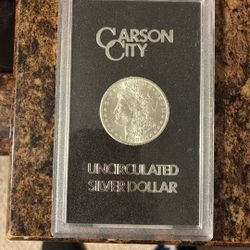 CARSON
CITY
UNCIRCULATED
SILVER DOLLAR